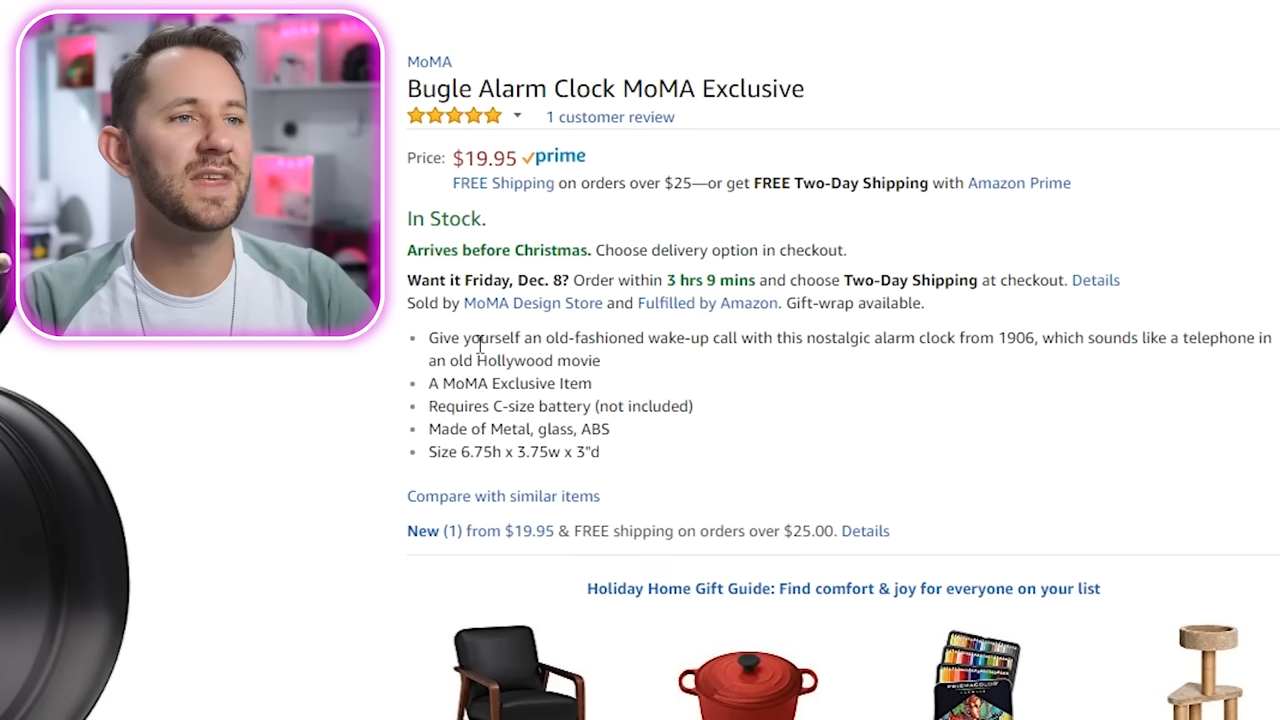 MoMA
Bugle Alarm Clock MoMA Exclusive
1 customer review
Price: $19.95 prime
FREE Shipping on orders over $25—or get FREE Two-Day Shipping with Amazon Prime
In Stock.
Arrives before Christmas. Choose delivery option in checkout.
Want it Friday, Dec. 8? Order within 3 hrs 9 mins and choose Two-Day Shipping at checkout. Details
Sold by MoMA Design Store and Fulfilled by Amazon. Gift-wrap available.
Give yourself an old-fashioned wake-up call with this nostalgic alarm clock from 1906, which sounds like a telephone in
an old Hollywood movie
A MoMA Exclusive Item
Requires C-size battery (not included)
Made of Metal, glass, ABS
Size 6.75h x 3.75w x 3"d
Compare with similar items
New (1) from $19.95 & FREE shipping on orders over $25.00. Details
Holiday Home Gift Guide: Find comfort & joy for everyone on your list
PRISMACOLOR